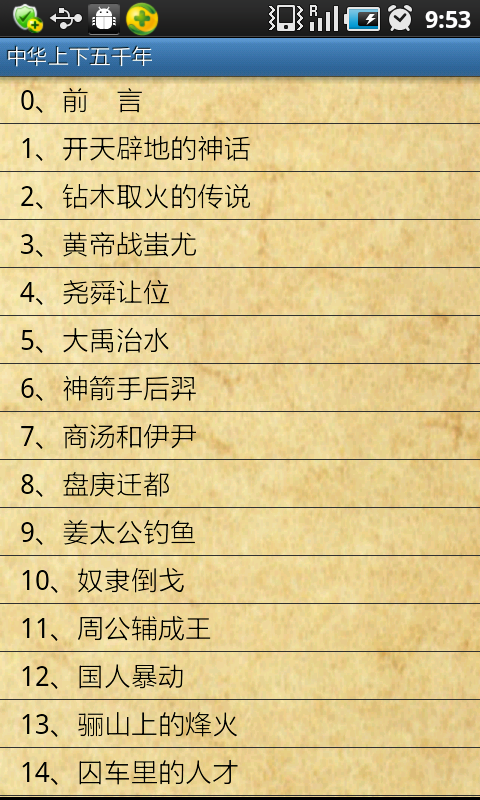 R 9:53
中华上下五千年
0、前　言
1、开天辟地的神话
2、钻木取火的传说
3、黄帝战蚩尤
4、尧舜让位
5、大禹治水
6、神箭手后羿
7、商汤和伊尹
8、盘庚迁都
9、姜太公钓鱼
10、奴隶倒戈
11、周公辅成王
12、国人暴动
13、骊山上的烽火
14、囚车里的人才